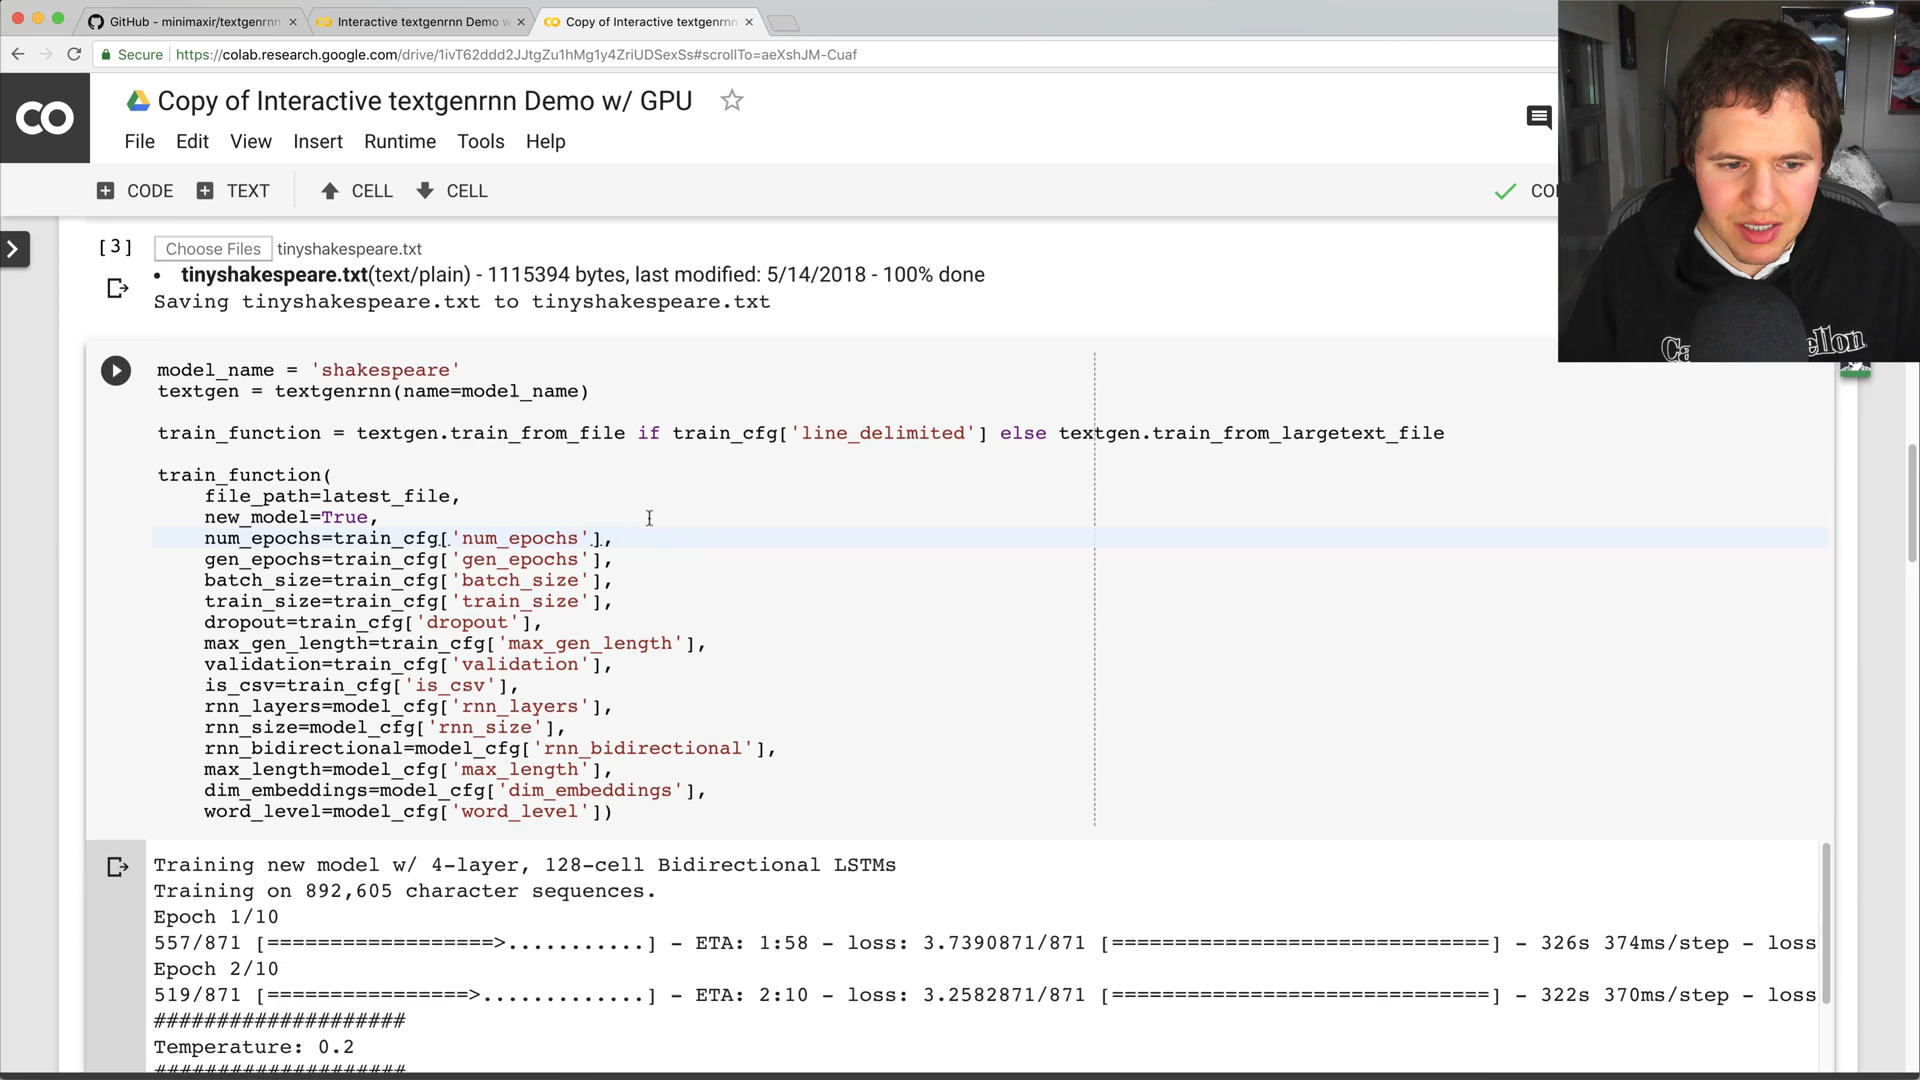 GitHub - minimaxir/textgenrnn
Interactive textgenrnn Demo w
Copy of Interactive textgenrnn
Secure https://colab.research.google.com/drive/1ivT62ddd2JJtgZu1hMg1y4ZriUDSexSs#scrollTo=aeXshJM-Cuaf
CO
Copy of Interactive textgenrnn Demo w/ GPU
File Edit View Insert Runtime Tools Help
CODE TEXT CELL CELL
[3] Choose Files tinyshakespeare.txt
• tinyshakespeare.txt(text/plain) - 1115394 bytes, last modified: 5/14/2018 - 100% done
Saving tinyshakespeare.txt to tinyshakespeare.txt
model_name = 'shakespeare'
textgen = textgenrnn(name=model_name)
train_function = textgen.train_from_file if train_cfg['line_delimited'] else textgen.train_from_largetext_file
train_function(
file_path=latest_file,
new_model=True,
num_epochs=train_cfg['num_epochs'],
gen_epochs=train_cfg['gen_epochs'],
batch_size=train_cfg['batch_size'],
train_size=train_cfg['train_size'],
dropout=train_cfg['dropout'],
max_gen_length=train_cfg['max_gen_length'],
validation=train_cfg['validation'],
is_csv=train_cfg['is_csv'],
rnn_layers=model_cfg['rnn_layers'],
rnn_size=model_cfg['rnn_size'],
rnn_bidirectional=model_cfg['rnn_bidirectional'],
max_length=model_cfg['max_length'],
dim_embeddings=model_cfg['dim_embeddings'],
word_level=model_cfg['word_level'])
Training new model w/ 4-layer, 128-cell Bidirectional LSTMs
Training on 892,605 character sequences.
Epoch 1/10
557/871 [==================>...........] - ETA: 1:58 - loss: 3.7390871/871 [==============================] - 326s 374ms/step - loss
Epoch 2/10
519/871 [================>.............] - ETA: 2:10 - loss: 3.2582871/871 [==============================] - 322s 370ms/step - loss
####################
Temperature: 0.2
####################